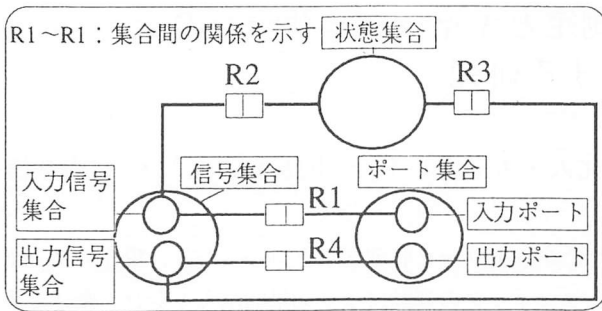 R1～R1：集合間の関係を示す
状態集合
R2
R3
入力信号
集合
信号集合
ポート集合
R1
入力ポート
出力信号
集合
R4
出力ポート